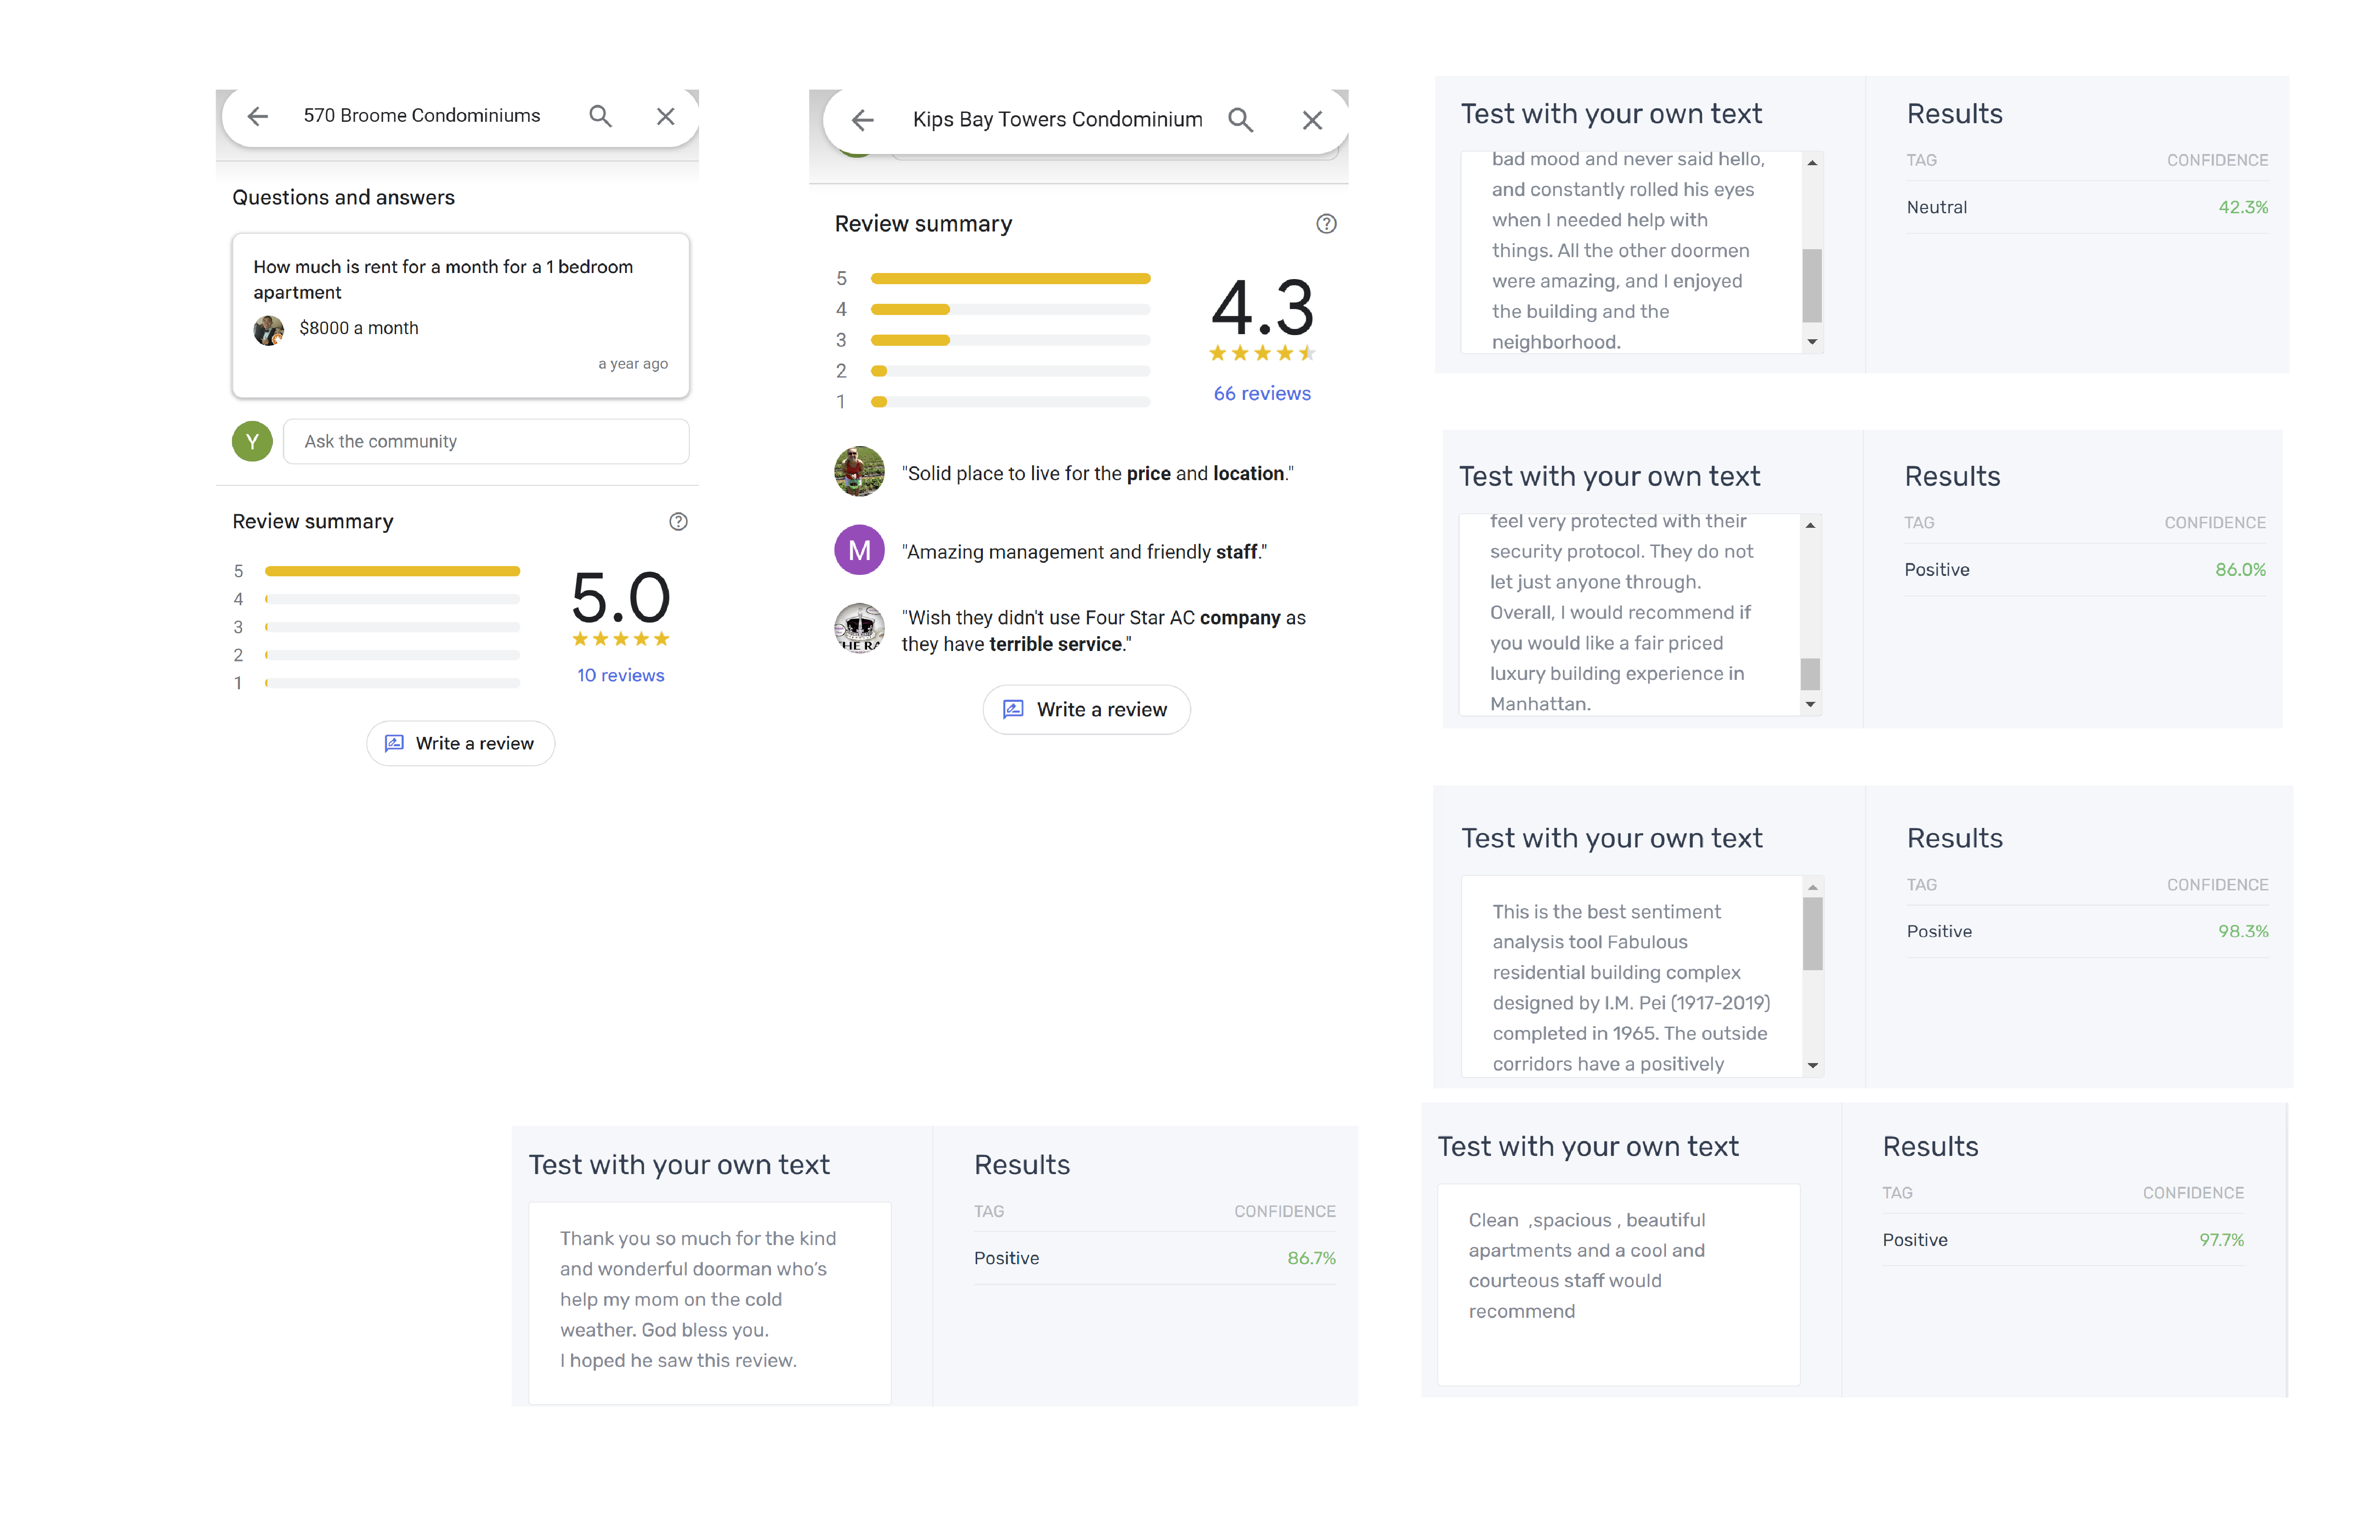 570 Broome Condominiums
Questions and answers
How much is rent for a month for a 1 bedroom
apartment
$8000 a month
a year ago
Y
Ask the community
Review summary
5
4
3
2
1
5.0
10 reviews
Write a review
Kips Bay Towers Condominium
Review summary
5
4
3
2
1
4.3
66 reviews
"Solid place to live for the price and location."
M
"Amazing management and friendly staff."
"Wish they didn't use Four Star AC company as
they have terrible service."
Write a review
Test with your own text
bad mood and never said hello,
and constantly rolled his eyes
when I needed help with
things. All the other doormen
were amazing, and I enjoyed
the building and the
neighborhood.
Results
TAG CONFIDENCE
Neutral 42.3%
Test with your own text
feel very protected with their
security protocol. They do not
let just anyone through.
Overall, I would recommend if
you would like a fair priced
luxury building experience in
Manhattan.
Results
TAG CONFIDENCE
Positive 86.0%
Test with your own text
This is the best sentiment
analysis tool Fabulous
residential building complex
designed by I.M. Pei (1917-2019)
completed in 1965. The outside
corridors have a positively
Results
TAG CONFIDENCE
Positive 98.3%
Test with your own text
Thank you so much for the kind
and wonderful doorman who's
help my mom on the cold
weather. God bless you.
I hoped he saw this review.
Results
TAG CONFIDENCE
Positive 86.7%
Test with your own text
Clean ,spacious , beautiful
apartments and a cool and
courteous staff would
recommend
Results
TAG CONFIDENCE
Positive 97.7%